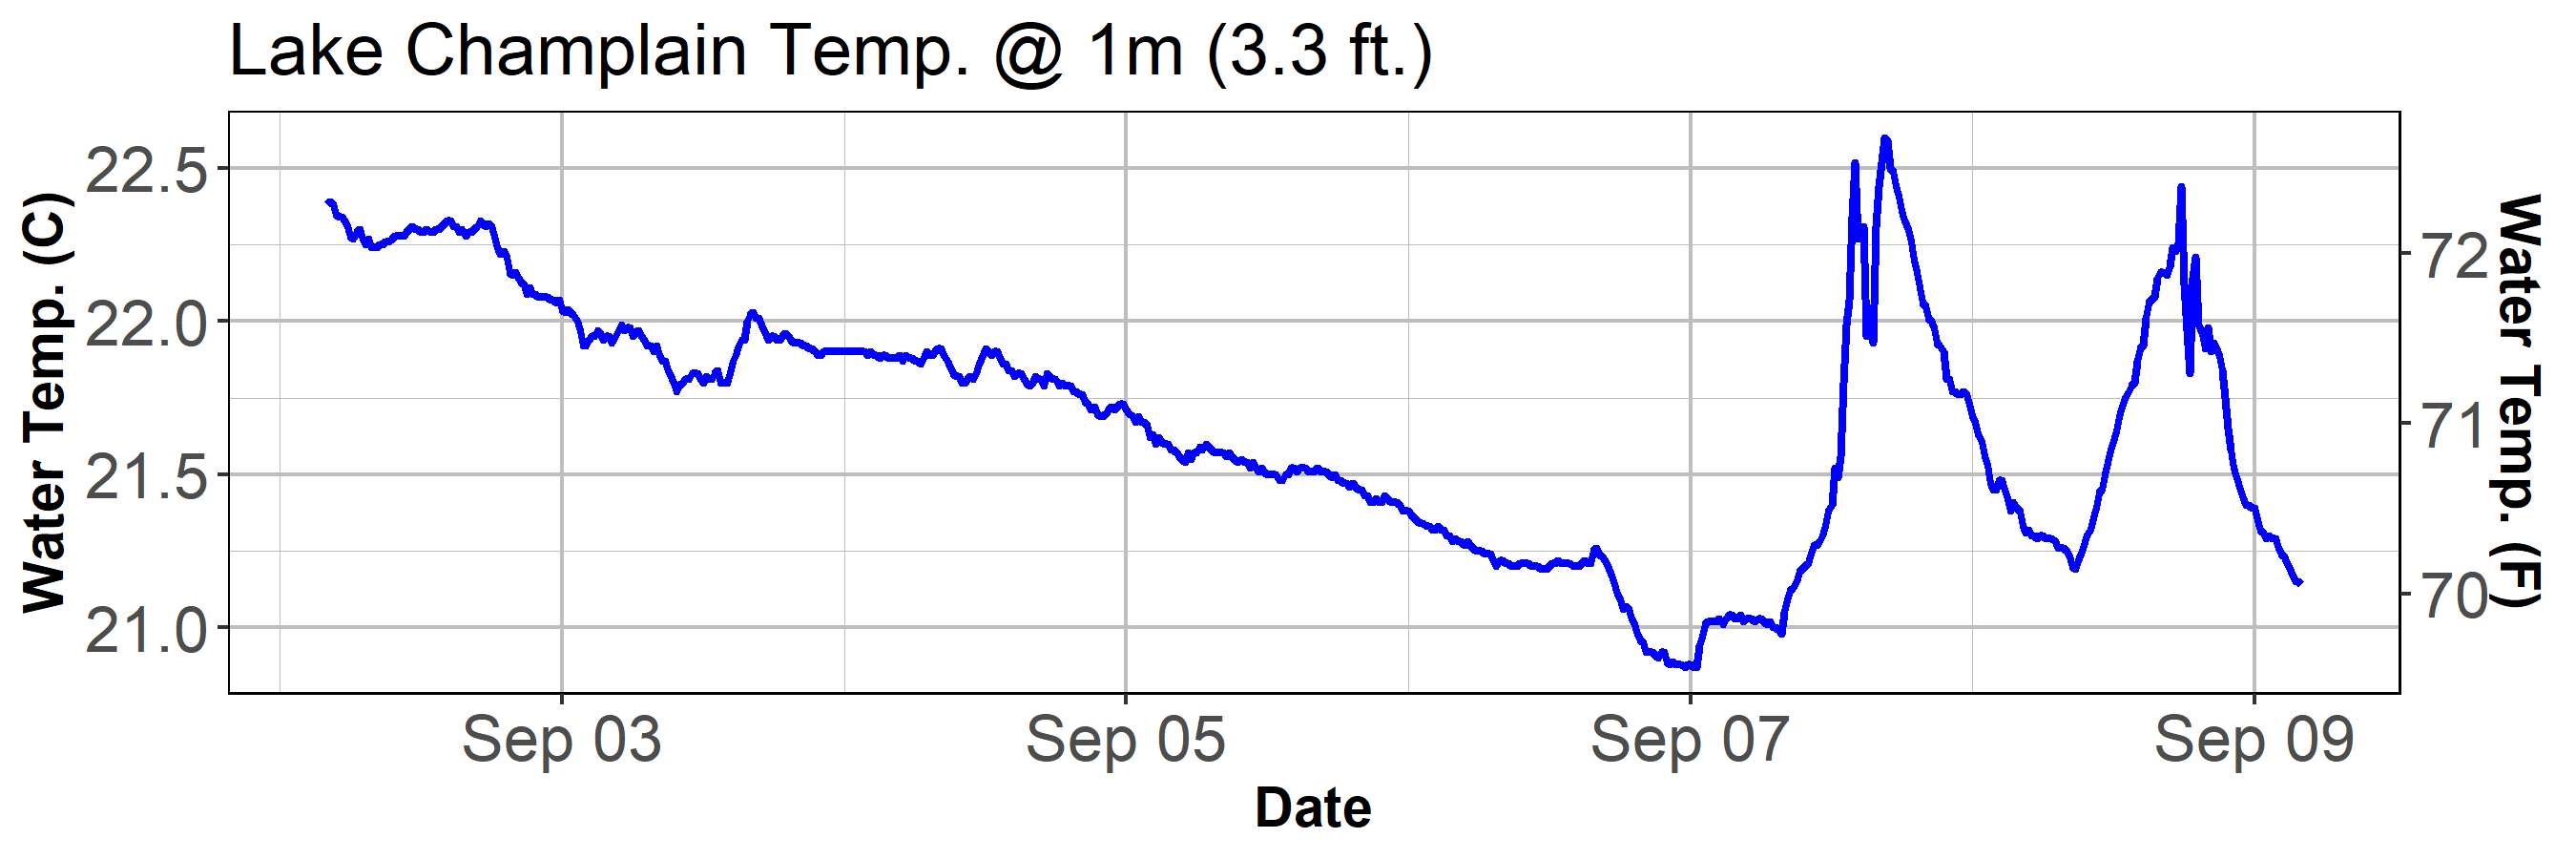 Lake Champlain Temp. @ 1m (3.3 ft.)
Water Temp. (C)
22.5
22.0
21.5
21.0
72
71
70
Water Temp. (F)
Sep 03
Sep 05
Sep 07
Sep 09
Date